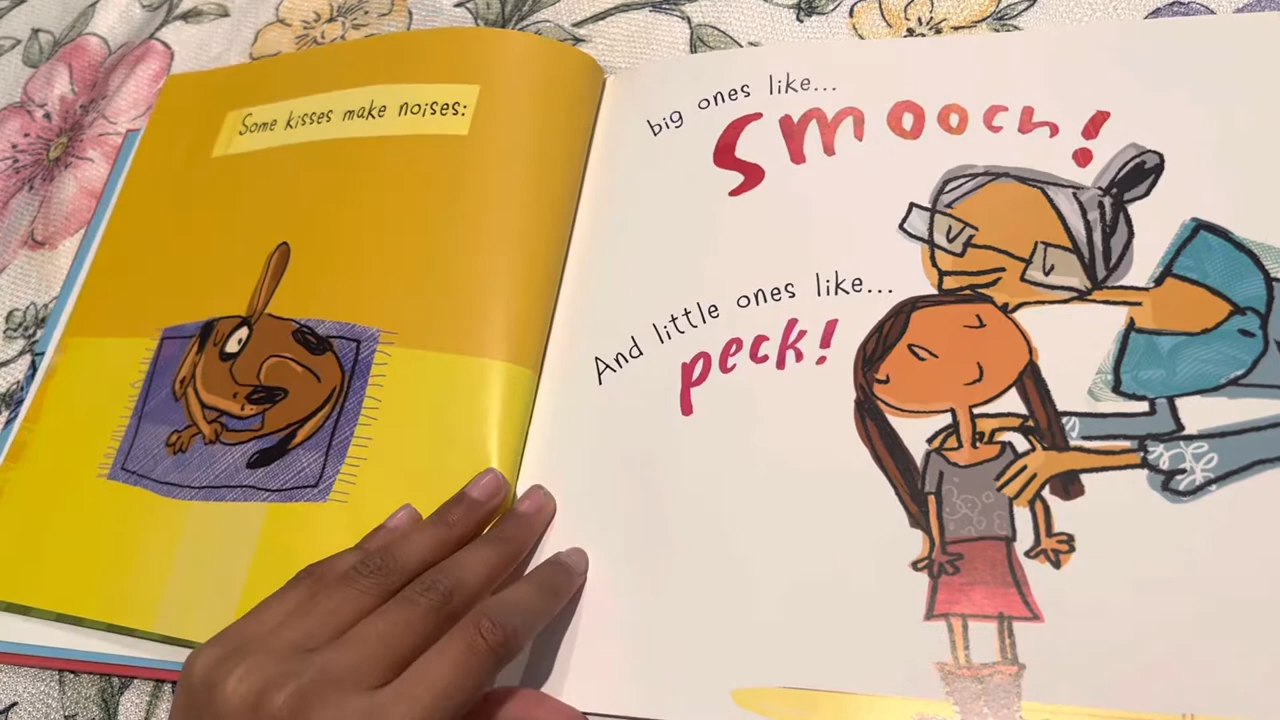 Some kisses make noises:
big ones like...
Smooch!
And little ones like...
peck!